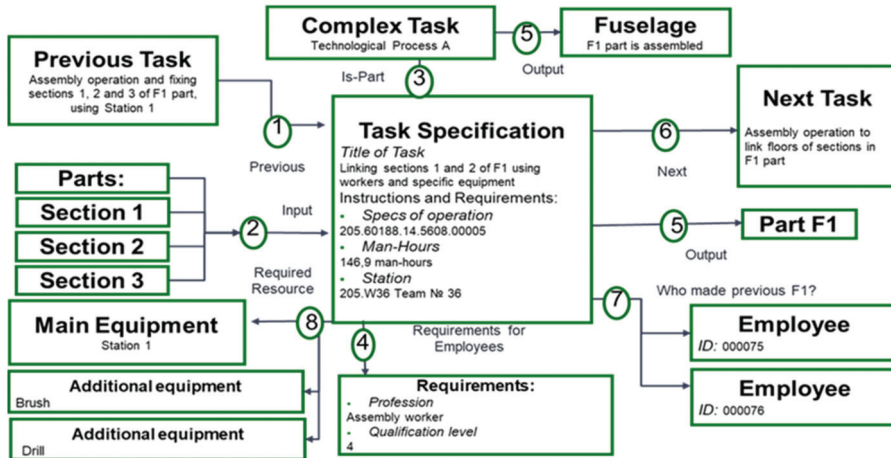 Complex Task
Technological Process A
5
Output
Fuselage
F1 part is assembled
Previous Task
Assembly operation and fixing
sections 1, 2 and 3 of F1 part,
using Station 1
Is-Part
3
1
Previous
Task Specification
Title of Task
Linking sections 1 and 2 of F1 using
workers and specific equipment
Instructions and Requirements:
• Specs of operation
205.60188.14.5608.00005
• Man-Hours
146,9 man-hours
• Station
205.W36 Team № 36
6
Next
Next Task
Assembly operation to
link floors of sections in
F1 part
Parts:
Section 1
Section 2
Section 3
2
Input
5
Output
Part F1
Required
Resource
8
Main Equipment
Station 1
Additional equipment
Brush
Additional equipment
Drill
4
Requirements for
Employees
Requirements:
• Profession
Assembly worker
• Qualification level
4
7
Who made previous F1?
Employee
ID: 000075
Employee
ID: 000076